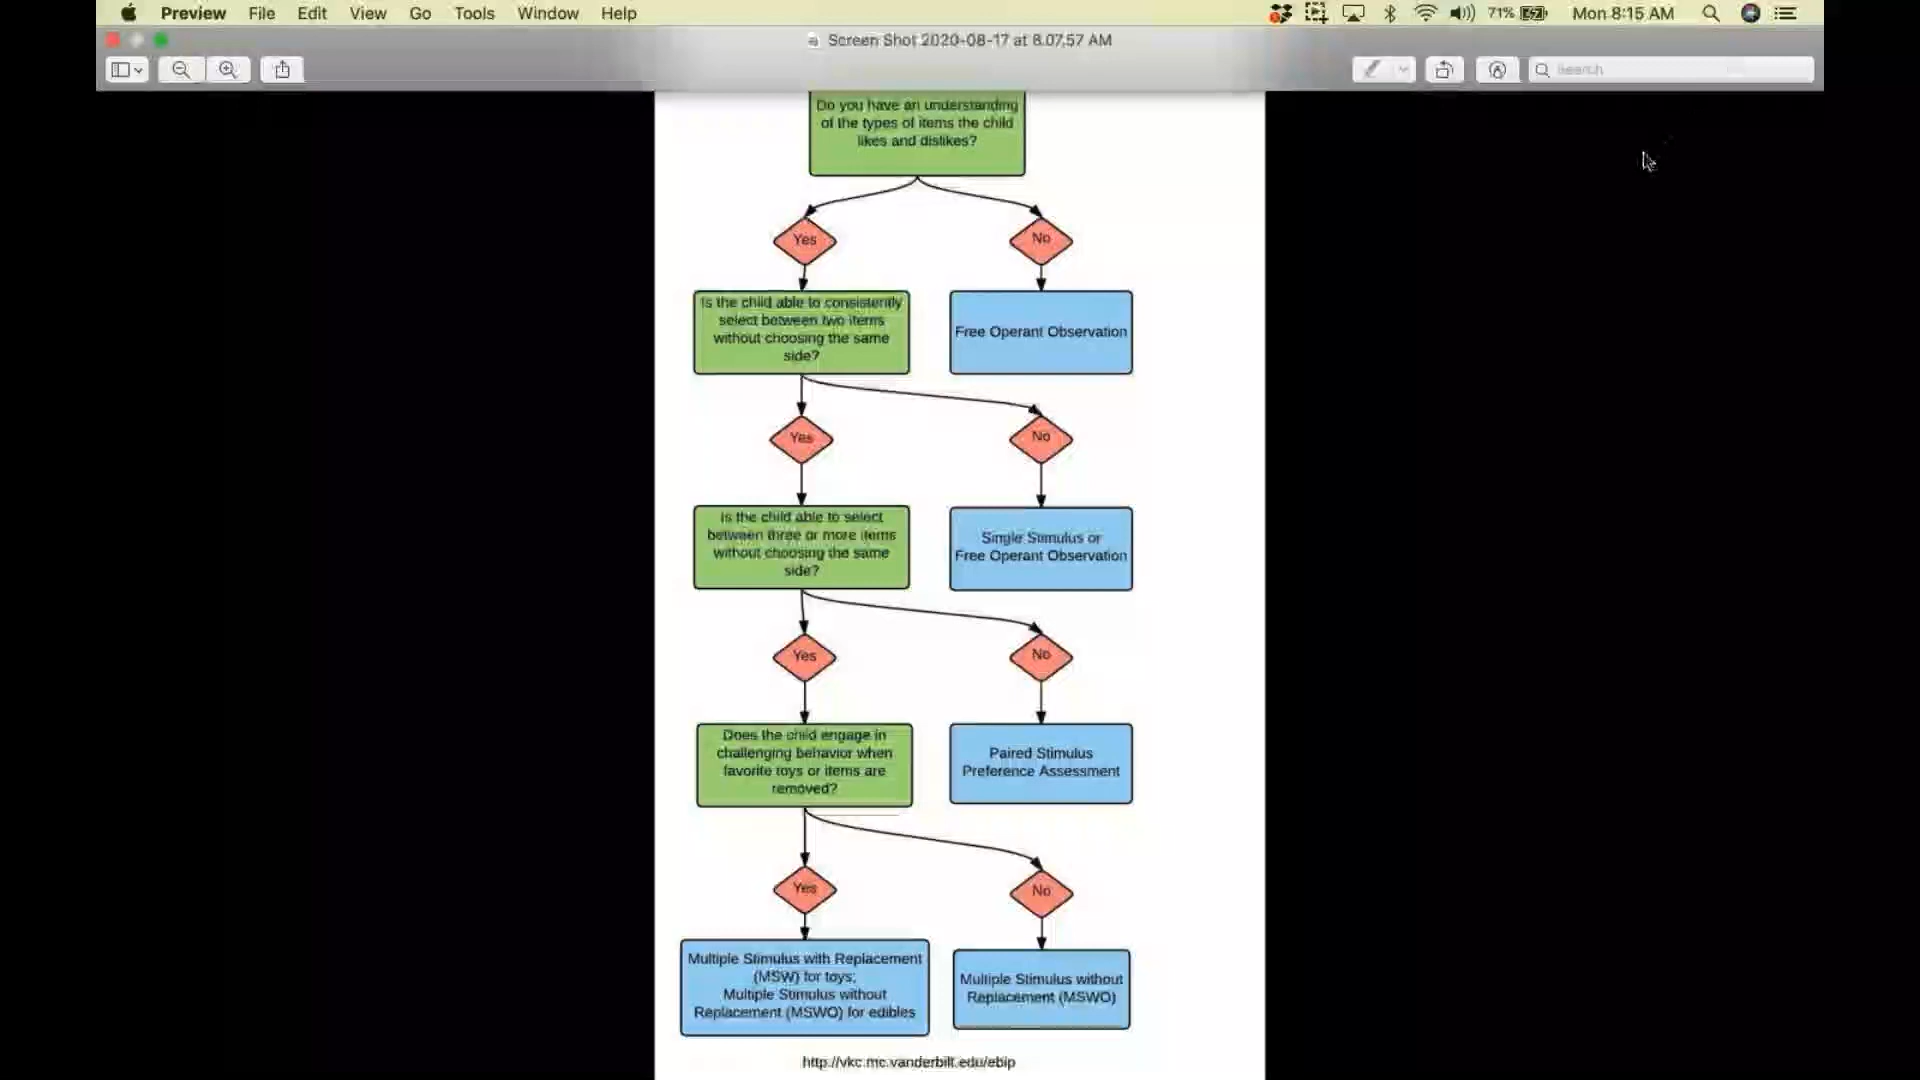 Preview File Edit View Go Tools Window Help 71% Mon 8:15 AM
Screen Shot 2020-08-17 at 8.07.57 AM
Search
Do you have an understanding
of the types of items the child
likes and dislikes?
Yes
No
Is the child able to consistently
select between two items
without choosing the same
side?
Free Operant Observation
Yes
No
Is the child able to select
between three or more items
without choosing the same
side?
Single Stimulus or
Free Operant Observation
Yes
No
Does the child engage in
challenging behavior when
favorite toys or items are
removed?
Paired Stimulus
Preference Assessment
Yes
No
Multiple Stimulus with Replacement
(MSW) for toys;
Multiple Stimulus without
Replacement (MSWO) for edibles
Multiple Stimulus without
Replacement (MSWO)
http://vkc.mc.vanderbilt.edu/ebip